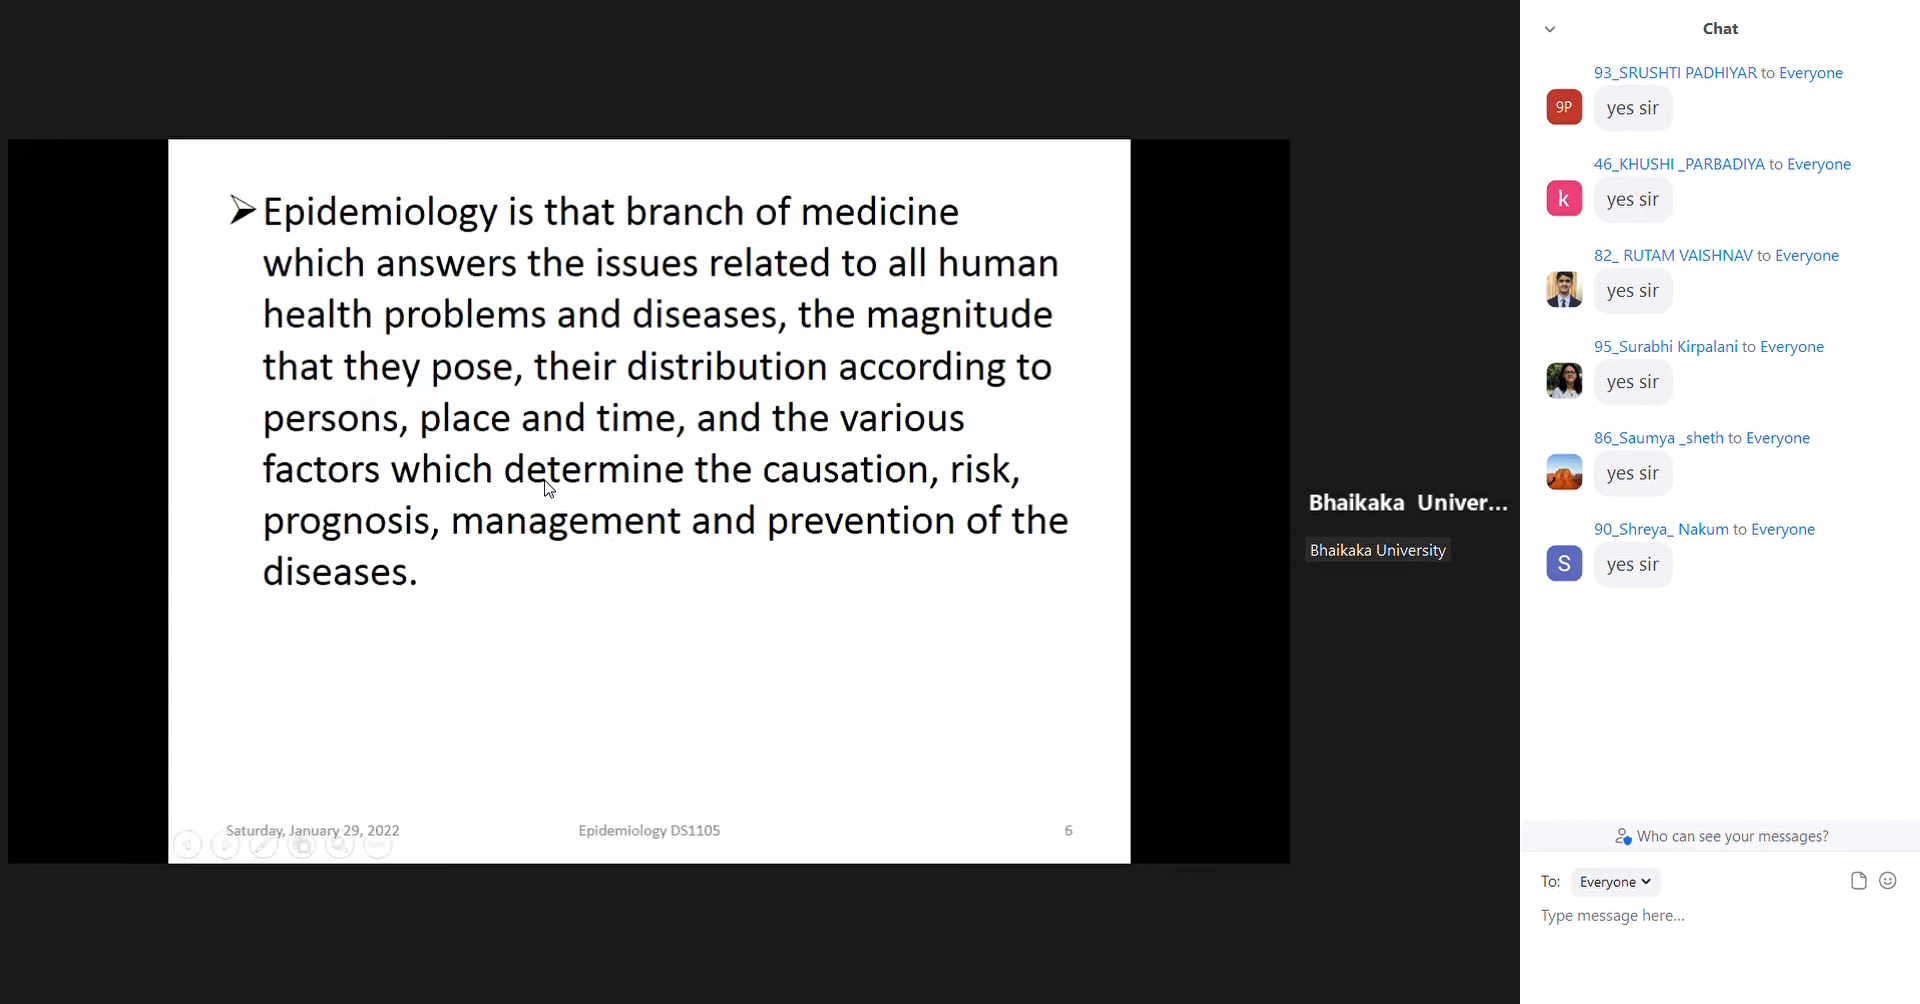 Epidemiology is that branch of medicine
which answers the issues related to all human
health problems and diseases, the magnitude
that they pose, their distribution according to
persons, place and time, and the various
factors which determine the causation, risk,
prognosis, management and prevention of the
diseases.
Saturday, January 29, 2022
Epidemiology DS1105
6
Bhaikaka Univer...
Bhaikaka University
Chat
93_SRUSHTI PADHIYAR to Everyone
9P
yes sir
46_KHUSHI _PARBADIYA to Everyone
k
yes sir
82_ RUTAM VAISHNAV to Everyone
yes sir
95_Surabhi Kirpalani to Everyone
yes sir
86_Saumya _sheth to Everyone
yes sir
90_Shreya_ Nakum to Everyone
S
yes sir
Who can see your messages?
To: Everyone
Type message here...